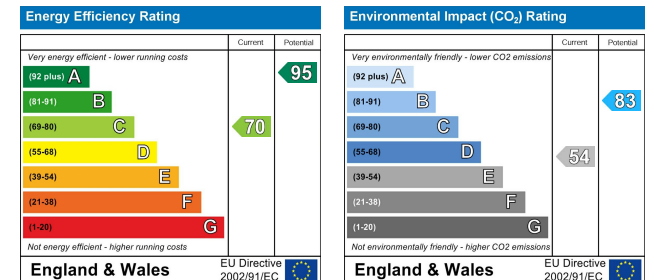 Energy Efficiency Rating
Current Potential
Very energy efficient - lower running costs
(92 plus) A
95
(81-91) B
(69-80) C
70
(55-68) D
(39-54) E
(21-38) F
(1-20) G
Not energy efficient - higher running costs
England & Wales
EU Directive
2002/91/EC
Environmental Impact (CO₂) Rating
Current Potential
Very environmentally friendly - lower CO2 emissions
(92 plus) A
(81-91) B
83
(69-80) C
(55-68) D
54
(39-54) E
(21-38) F
(1-20) G
Not environmentally friendly - higher CO2 emissions
England & Wales
EU Directive
2002/91/EC